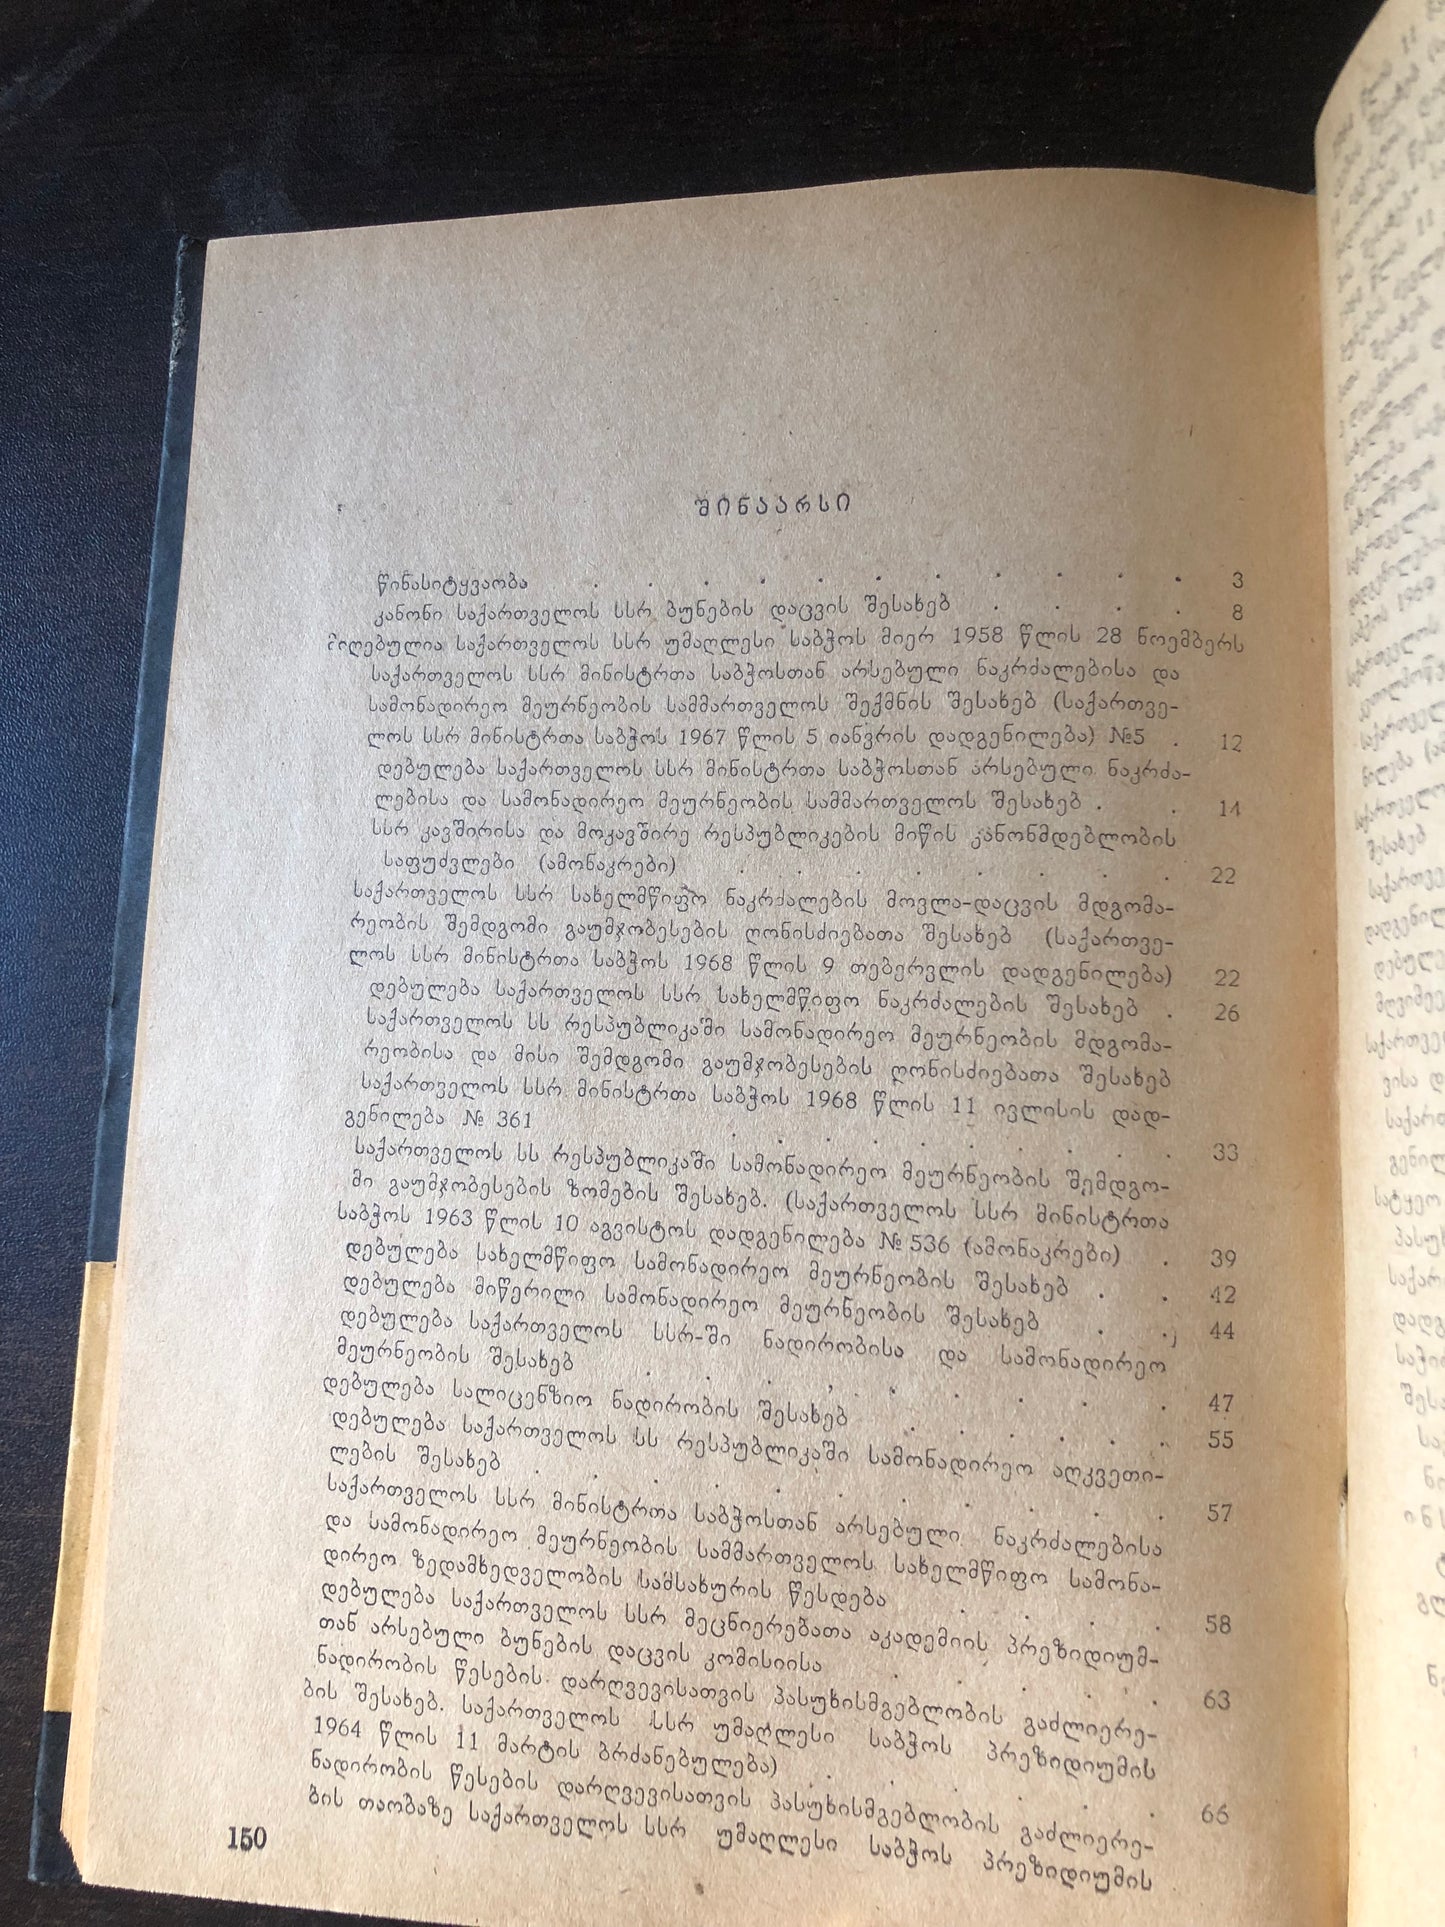 შინაარსი
წინასიტყვაობა . . . . . . . . . . . 3
კანონი საქართველოს სსრ ბუნების დაცვის შესახებ . . . . 8
მიღებულია საქართველოს სსრ უმაღლესი საბჭოს მიერ 1958 წლის 28 ნოემბერს
საქართველოს სსრ მინისტრთა საბჭოსთან არსებული ნაკრძალებისა და
სამონადირეო მეურნეობის სამმართველოს შექმნის შესახებ (საქართვე-
ლოს სსრ მინისტრთა საბჭოს 1967 წლის 5 იანვრის დადგენილება) №5 . 12
დებულება საქართველოს სსრ მინისტრთა საბჭოსთან არსებული ნაკრძა-
ლებისა და სამონადირეო მეურნეობის სამმართველოს შესახებ . . 14
სსრ კავშირისა და მოკავშირე რესპუბლიკების მიწის კანონმდებლობის
საფუძვლები (ამონაკრები) . . . . . . . . 22
საქართველოს სსრ სახელმწიფო ნაკრძალების მოვლა-დაცვის მდგომა-
რეობის შემდგომი გაუმჯობესების ღონისძიებათა შესახებ (საქართვე-
ლოს სსრ მინისტრთა საბჭოს 1968 წლის 9 თებერვლის დადგენილება) 22
დებულება საქართველოს სსრ სახელმწიფო ნაკრძალების შესახებ . 26
საქართველოს სს რესპუბლიკაში სამონადირეო მეურნეობის მდგომა-
რეობისა და მისი შემდგომი გაუმჯობესების ღონისძიებათა შესახებ
საქართველოს სსრ მინისტრთა საბჭოს 1968 წლის 11 ივლისის დად-
გენილება № 361 . . . . . . . . 33
საქართველოს სს რესპუბლიკაში სამონადირეო მეურნეობის შემდგო-
მი გაუმჯობესების ზომების შესახებ. (საქართველოს სსრ მინისტრთა
საბჭოს 1963 წლის 10 აგვისტოს დადგენილება № 536 (ამონაკრები) . 39
დებულება სახელმწიფო სამონადირეო მეურნეობის შესახებ . . 42
დებულება მიწერილი სამონადირეო მეურნეობის შესახებ . . 44
დებულება საქართველოს სსრ-ში ნადირობისა და სამონადირეო
მეურნეობის შესახებ . . . . . . . . . 47
დებულება სალიცენზიო ნადირობის შესახებ . . . . . 55
დებულება საქართველოს სს რესპუბლიკაში სამონადირეო აღკვეთი-
ლების შესახებ . . . . . . . . . . 57
საქართველოს სსრ მინისტრთა საბჭოსთან არსებული ნაკრძალებისა
და სამონადირეო მეურნეობის სამმართველოს სახელმწიფო სამონა-
დირეო ზედამხედველობის სამსახურის წესდება . . . . 58
დებულება საქართველოს სსრ მეცნიერებათა აკადემიის პრეზიდიუმ-
თან არსებული ბუნების დაცვის კომისიისა . . . . . 63
ნადირობის წესების დარღვევისათვის პასუხისმგებლობის გაძლიერე-
ბის შესახებ. საქართველოს სსრ უმაღლესი საბჭოს პრეზიდიუმის
1964 წლის 11 მარტის ბრძანებულება) . . . . . . 66
ნადირობის წესების დარღვევისათვის პასუხისმგებლობის გაძლიერე-
ბის თაობაზე საქართველოს სსრ უმაღლესი საბჭოს პრეზიდიუმის
150